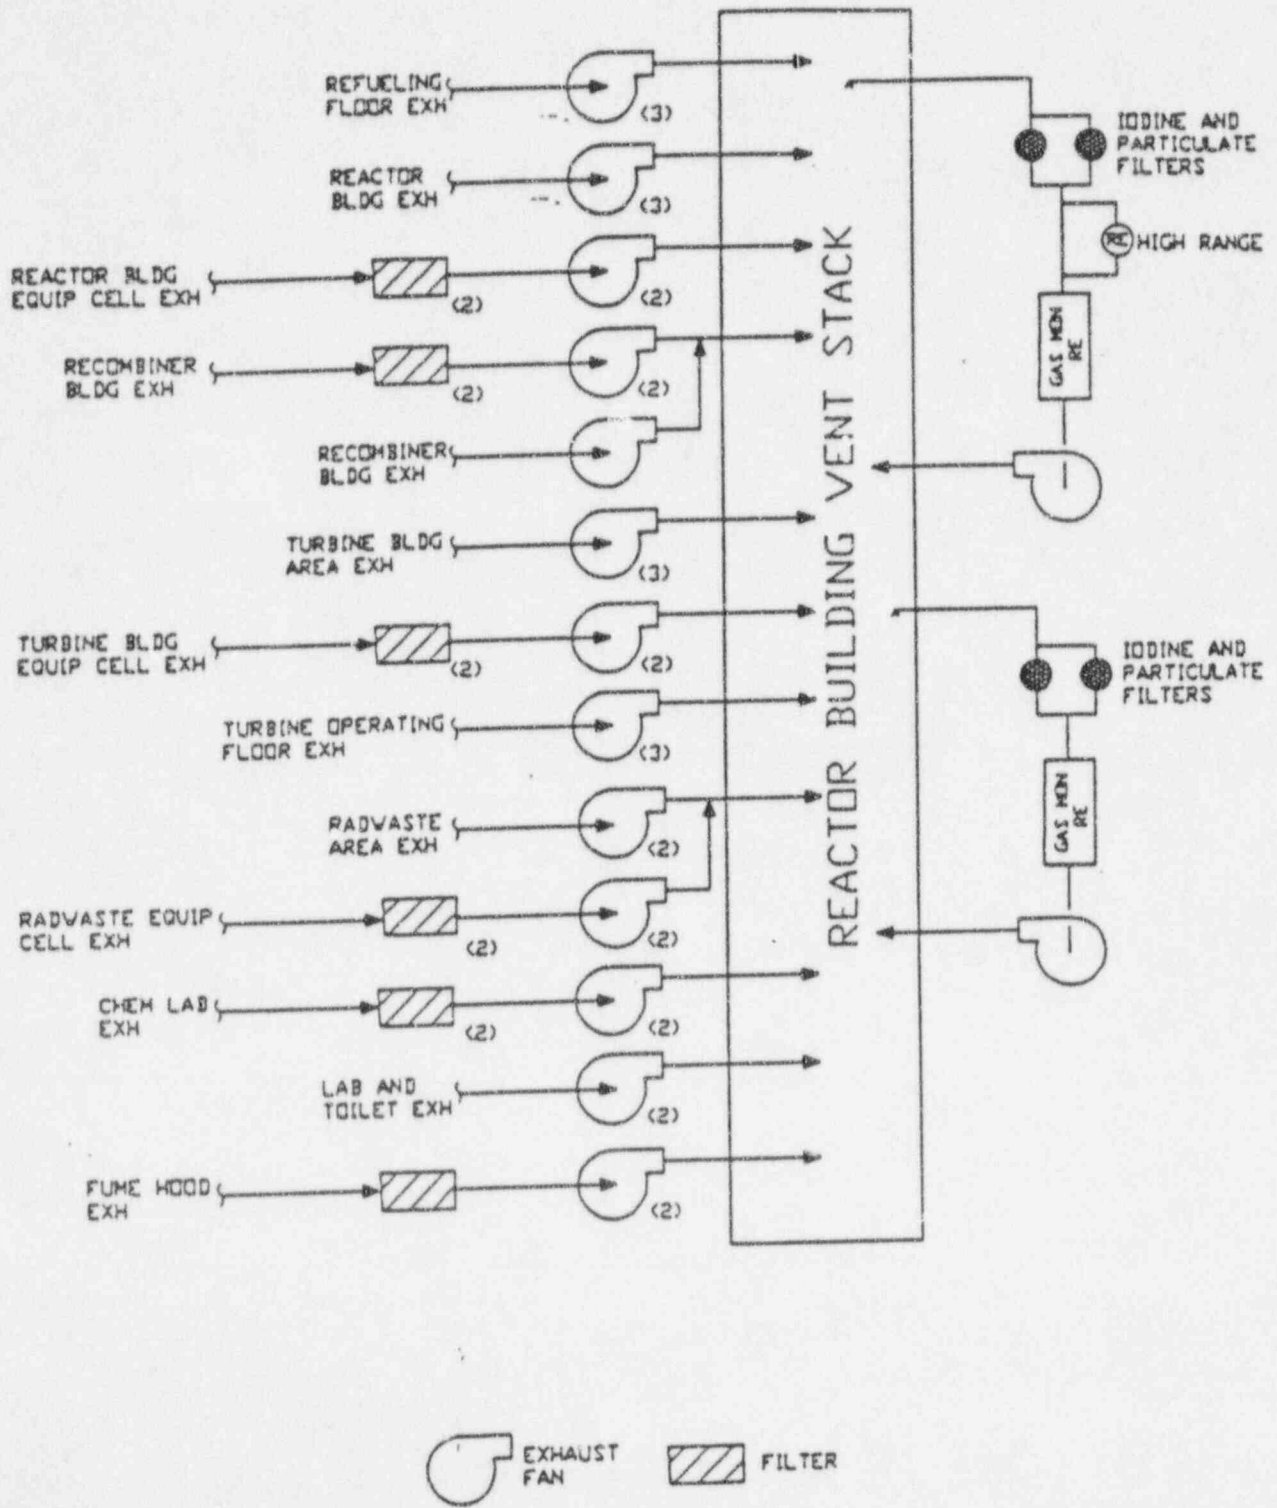 REFUELING
FLOOR EXH
(3)
REACTOR
BLDG EXH
(3)
REACTOR BLDG
EQUIP CELL EXH
(2)
(2)
RECOMBINER
BLDG EXH
(2)
(2)
RECOMBINER
BLDG EXH
TURBINE BLDG
AREA EXH
(3)
TURBINE BLDG
EQUIP CELL EXH
(2)
(2)
TURBINE OPERATING
FLOOR EXH
(3)
RADWASTE
AREA EXH
(2)
RADWASTE EQUIP
CELL EXH
(2)
(2)
CHEM LAB
EXH
(2)
(2)
LAB AND
TOILET EXH
(2)
FUME HOOD
EXH
(2)
REACTOR BUILDING VENT STACK
IODINE AND
PARTICULATE
FILTERS
RE
HIGH RANGE
GAS MON
RE
IODINE AND
PARTICULATE
FILTERS
GAS MON
RE
EXHAUST
FAN
FILTER